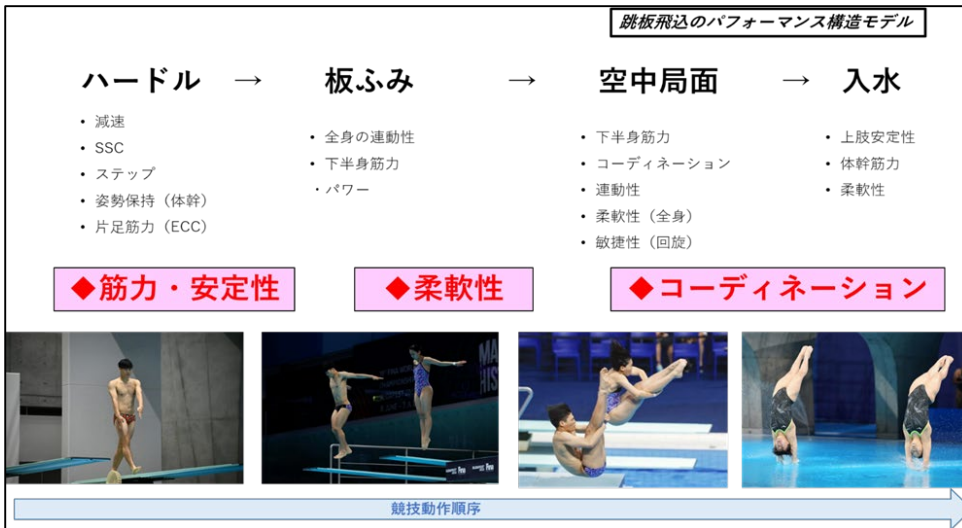 跳板飛込のパフォーマンス構造モデル
ハードル → 板ふみ → 空中局面 → 入水
• 減速
• SSC
• ステップ
• 姿勢保持（体幹）
• 片足筋力（ECC）
• 全身の連動性
• 下半身筋力
・パワー
• 下半身筋力
• コーディネーション
• 連動性
• 柔軟性（全身）
• 敏捷性（回旋）
• 上肢安定性
• 体幹筋力
• 柔軟性
◆筋力・安定性
◆柔軟性
◆コーディネーション
競技動作順序